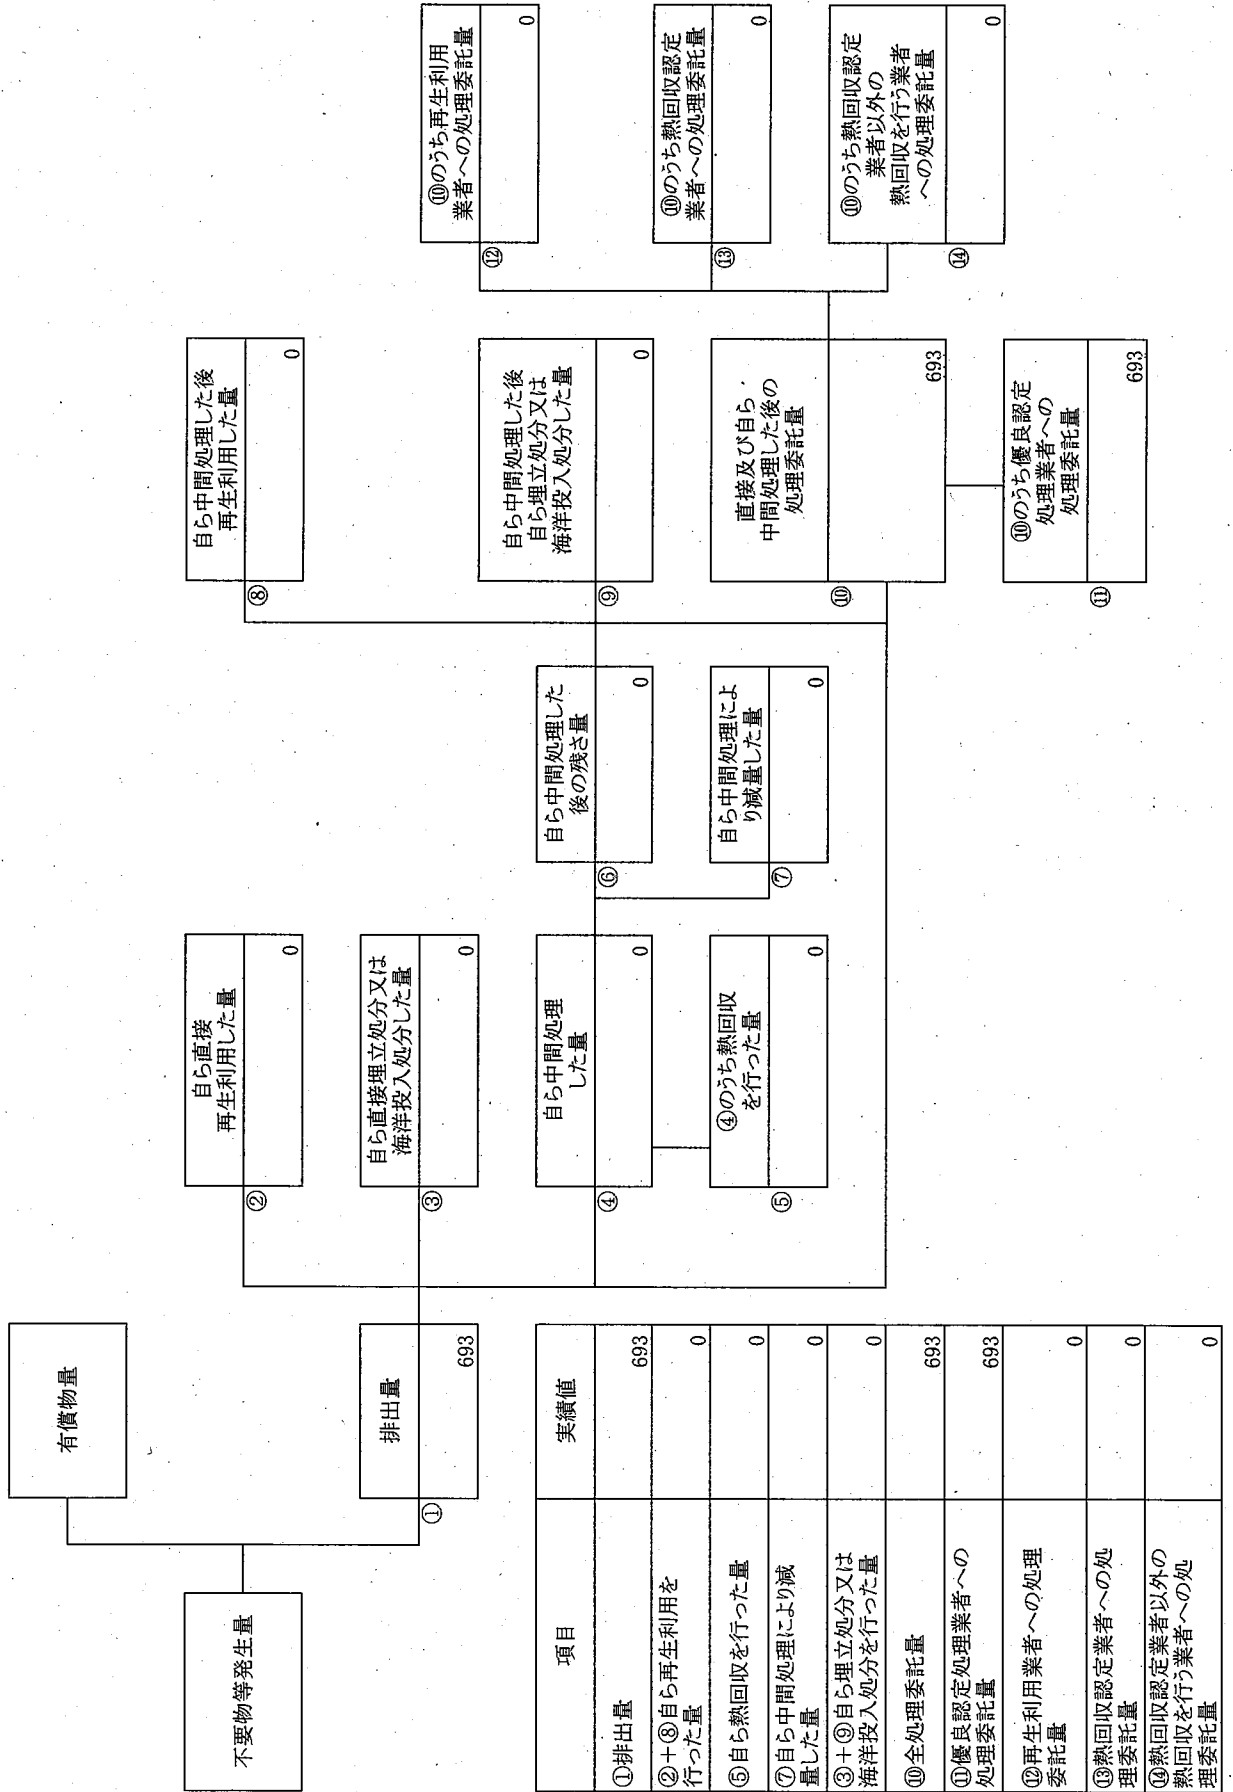 不要物等発生量
有償物量
①
排出量
693
②
自ら直接
再生利用した量
0
③
自ら直接埋立処分又は
海洋投入処分した量
0
④
自ら中間処理
した量
0
⑤
④のうち熱回収
を行った量
0
⑥
自ら中間処理した
後の残さ量
0
⑦
自ら中間処理によ
り減量した量
0
⑧
自ら中間処理した後
再生利用した量
0
⑨
自ら中間処理した後
自ら埋立処分又は
海洋投入処分した量
0
⑩
直接及び自ら
中間処理した後の
処理委託量
693
⑪
⑩のうち優良認定
処理業者への
処理委託量
693
⑫
⑩のうち再生利用
業者への処理委託量
0
⑬
⑩のうち熱回収認定
業者への処理委託量
0
⑭
⑩のうち熱回収認定
業者以外の
熱回収を行う業者
への処理委託量
0
項目 実績値
①排出量 693
②+⑧自ら再生利用を
行った量 0
⑤自ら熱回収を行った量 0
⑦自ら中間処理により減
量した量 0
③+⑨自ら埋立処分又は
海洋投入処分を行った量 0
⑩全処理委託量 693
⑪優良認定処理業者への
処理委託量 693
⑫再生利用業者への処理
委託量 0
⑬熱回収認定業者への処
理委託量 0
⑭熱回収認定業者以外の
熱回収を行う業者への処
理委託量 0